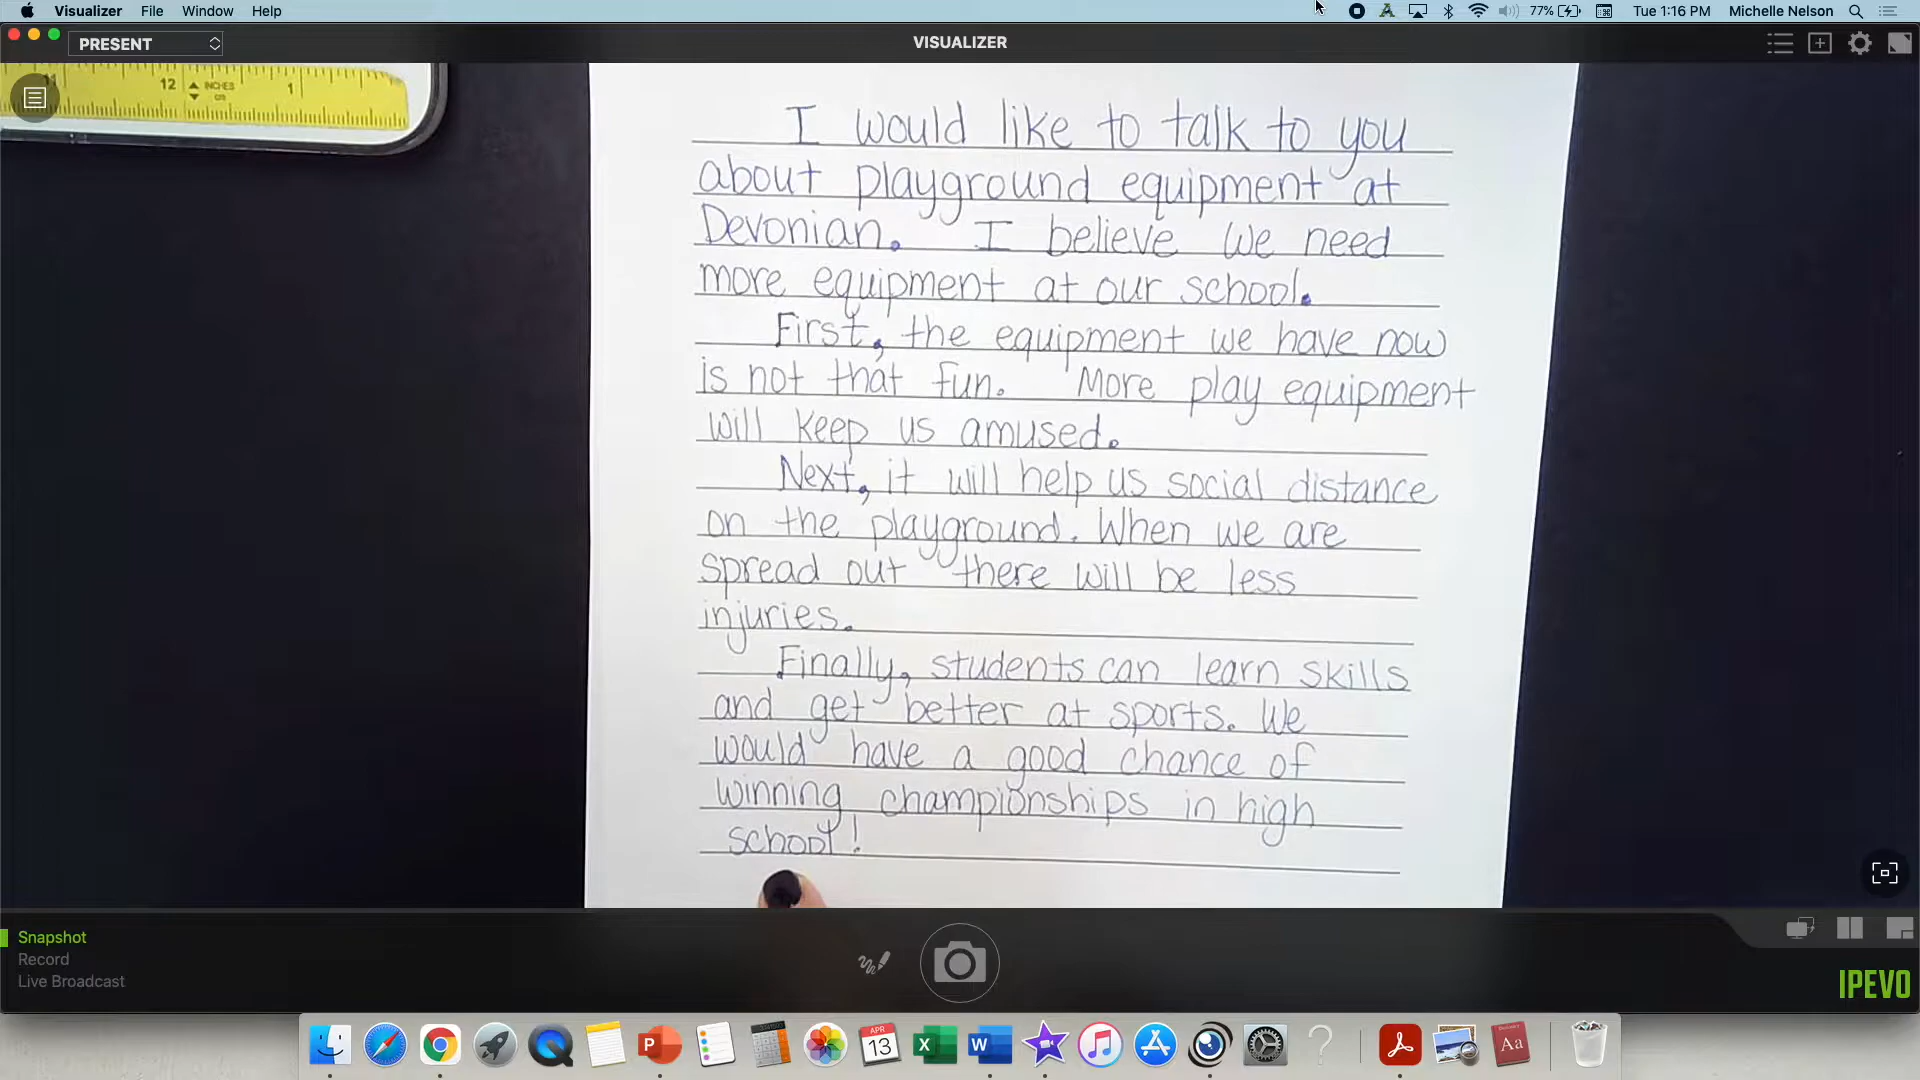 Visualizer File Window Help 77% Tue 1:16 PM Michelle Nelson
PRESENT VISUALIZER
11 12 INCHES 1
cm
I would like to talk to you
about playground equipment at
Devonian. I believe we need
more equipment at our school.
First, the equipment we have now
is not that fun. More play equipment
will keep us amused.
Next, it will help us social distance
on the playground. When we are
spread out there will be less
injuries.
Finally, students can learn skills
and get better at sports. We
would have a good chance of
winning championships in high
school!
Snapshot
Record
Live Broadcast
IPEVO
P APR 13 X W Aa